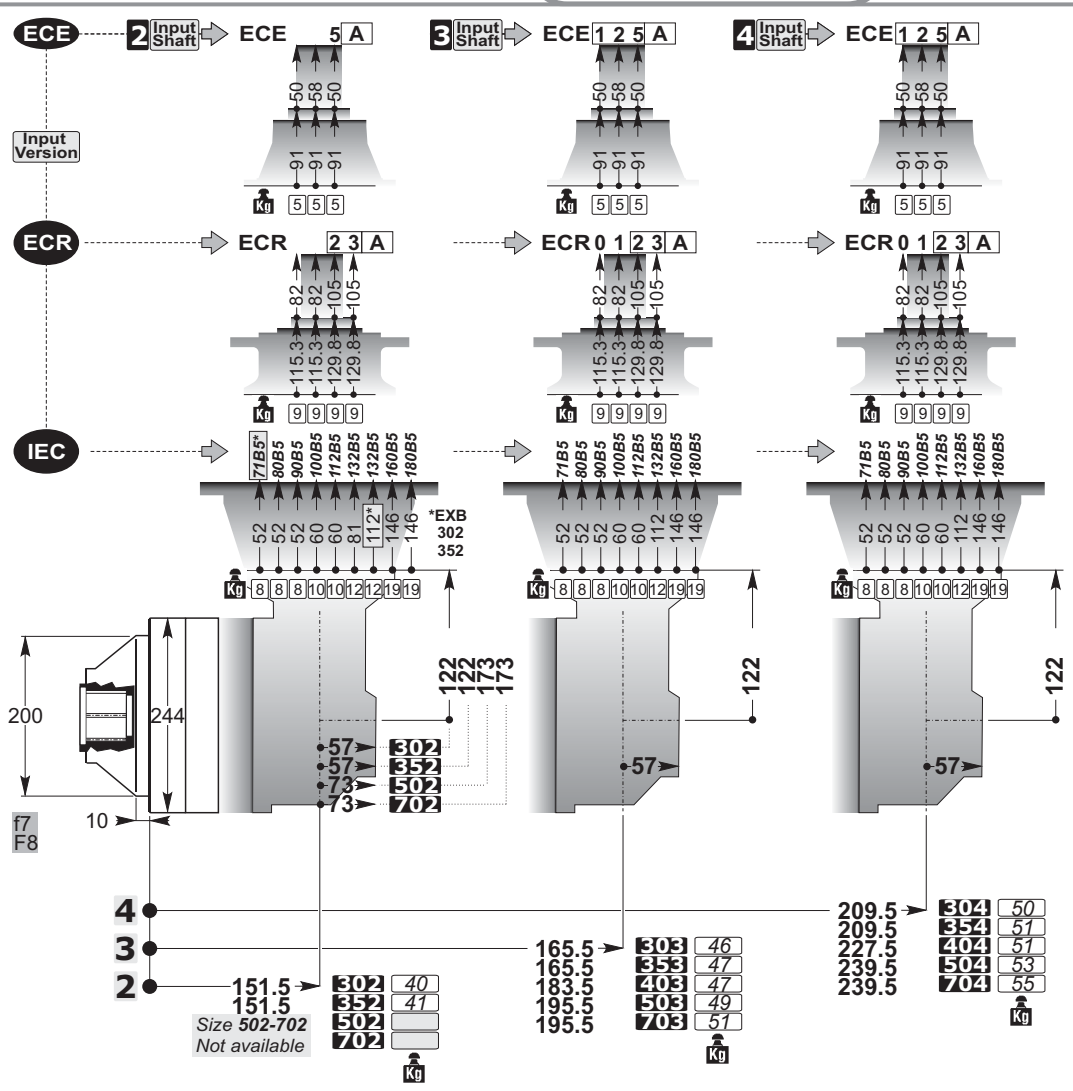 ECE 2 Input Shaft ECE 5 A 3 Input Shaft ECE 1 2 5 A 4 Input Shaft ECE 1 2 5 A
50 58 50 50 58 50 50 58 50
Input Version
91 91 91 91 91 91 91 91 91
Kg 5 5 5 Kg 5 5 5 Kg 5 5 5
ECR ECR 2 3 A ECR 0 1 2 3 A ECR 0 1 2 3 A
82 82 105 105 82 82 105 105 82 82 105 105
115.3 115.3 129.8 129.8 115.3 115.3 129.8 129.8 115.3 115.3 129.8 129.8
Kg 9 9 9 9 Kg 9 9 9 9 Kg 9 9 9 9
IEC 71B5* 80B5 90B5 100B5 112B5 132B5 132B5 160B5 180B5 71B5 80B5 90B5 100B5 112B5 132B5 160B5 180B5 71B5 80B5 90B5 100B5 112B5 132B5 160B5 180B5
52 52 52 60 60 81 112* 146 146 52 52 52 60 60 112 146 146 52 52 52 60 60 112 146 146
*EXB
302
352
Kg 8 8 8 10 10 12 12 19 19 Kg 8 8 8 10 10 12 19 19 Kg 8 8 8 10 10 12 19 19
122 122 173 173 122 122
200 244
57 302
57 352
73 502
73 702
57 57
10
f7
F8
4 209.5 304 50
209.5 354 51
227.5 404 51
239.5 504 53
239.5 704 55
Kg
3 165.5 303 46
165.5 353 47
183.5 403 47
195.5 503 49
195.5 703 51
Kg
2 151.5 302 40
151.5 352 41
Size 502-702 502
Not available 702
Kg